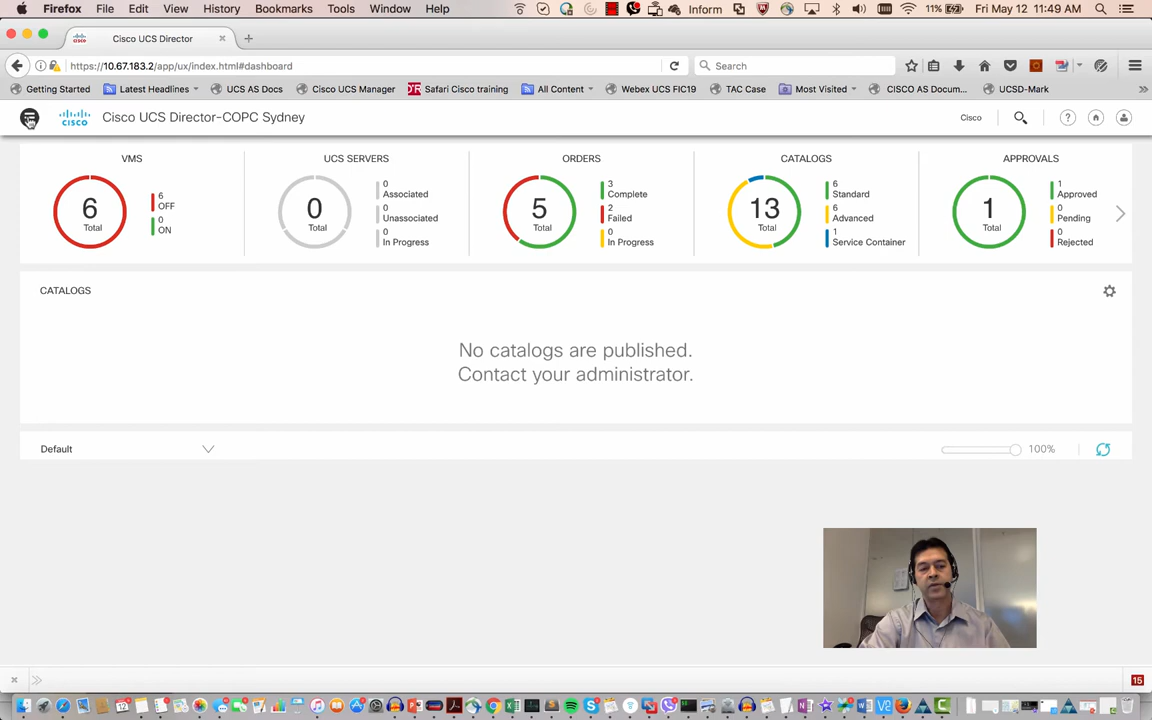 Firefox File Edit View History Bookmarks Tools Window Help Inform 11% Fri May 12 11:49 AM
Cisco UCS Director
https://10.67.183.2/app/ux/index.html#dashboard Search
Getting Started Latest Headlines UCS AS Docs Cisco UCS Manager Safari Cisco training All Content Webex UCS FIC19 TAC Case Most Visited CISCO AS Docum... UCSD-Mark
CISCO Cisco UCS Director-COPC Sydney Cisco
VMS
6
Total
6
OFF
0
ON
UCS SERVERS
0
Total
0
Associated
0
Unassociated
0
In Progress
ORDERS
5
Total
3
Complete
2
Failed
0
In Progress
CATALOGS
13
Total
6
Standard
6
Advanced
1
Service Container
APPROVALS
1
Total
1
Approved
0
Pending
0
Rejected
CATALOGS
No catalogs are published.
Contact your administrator.
Default 100%
15